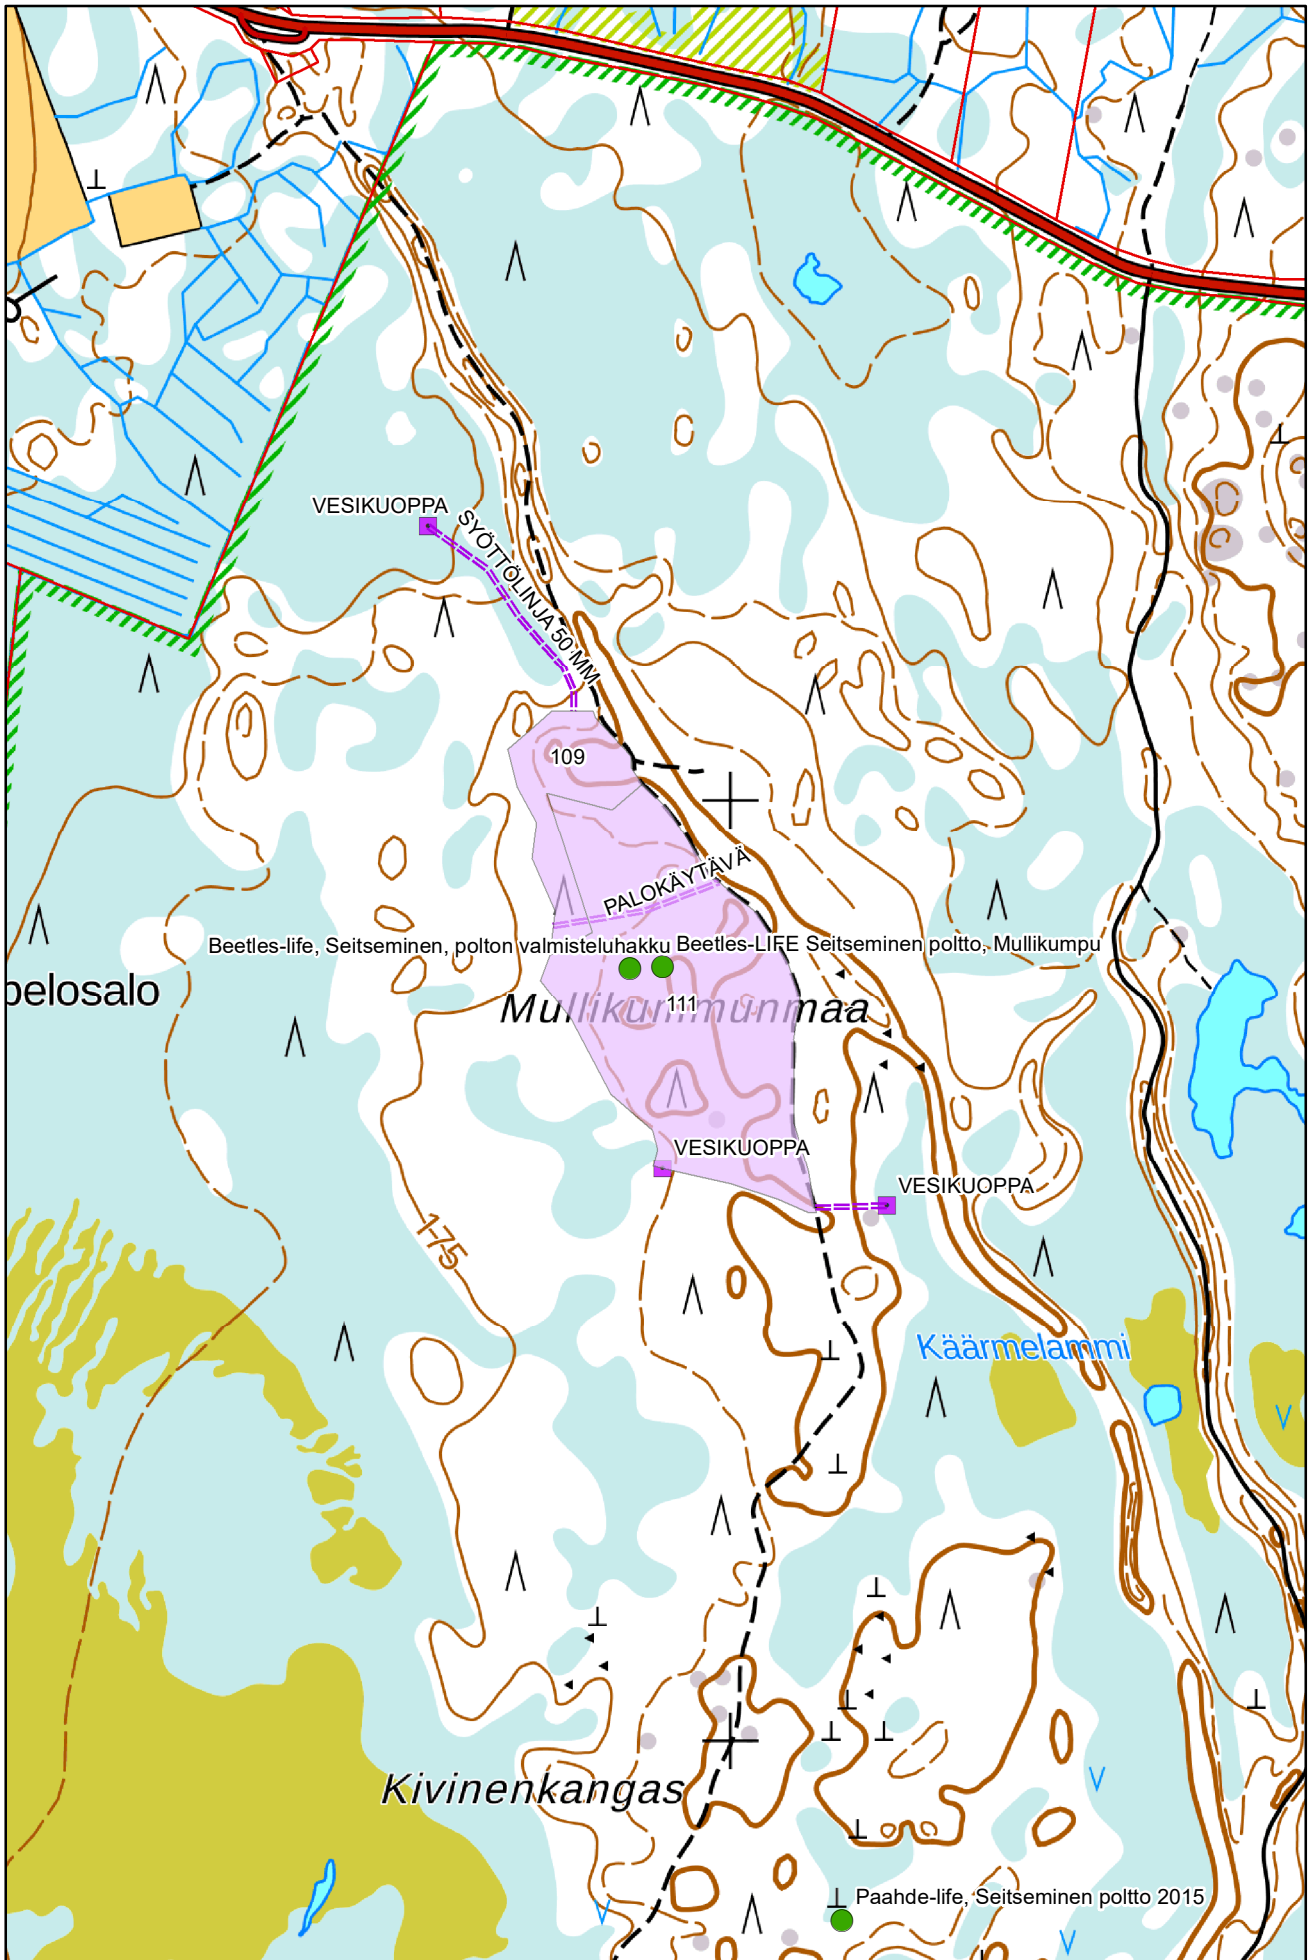 VESIKUOPPA
SYÖTTÖLINJA 50 MM
109
PALOKÄYTÄVÄ
Beetles-life, Seitseminen, polton valmisteluhakku
Beetles-LIFE Seitseminen poltto, Mullikumpu
pelosalo
111
Mullikummunmaa
VESIKUOPPA
VESIKUOPPA
175
Käärmelammi
Kivinenkangas
Paahde-life, Seitseminen poltto 2015